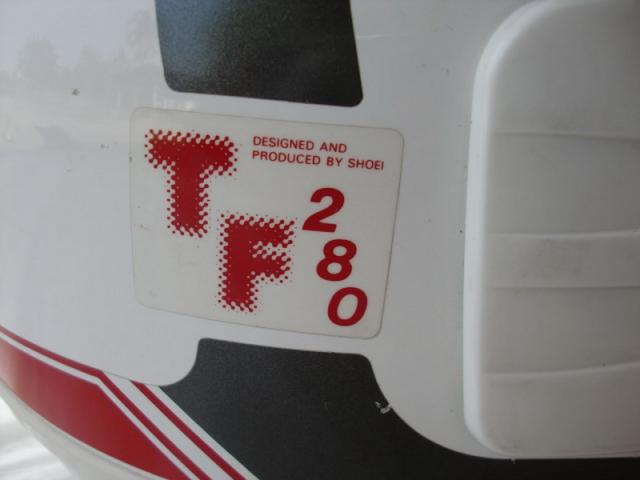 DESIGNED AND
PRODUCED BY SHOEI
TF
280